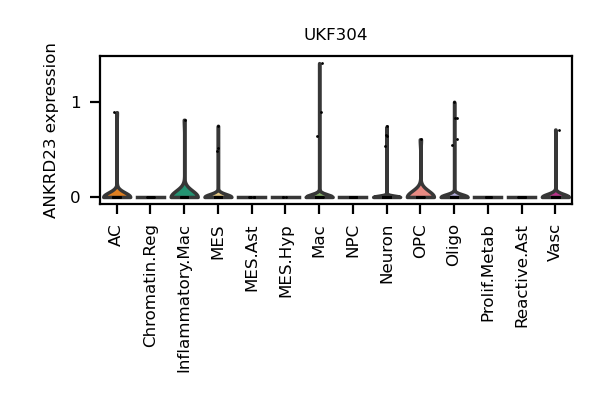 UKF304
ANKRD23 expression
1
0
AC
Chromatin.Reg
Inflammatory.Mac
MES
MES.Ast
MES.Hyp
Mac
NPC
Neuron
OPC
Oligo
Prolif.Metab
Reactive.Ast
Vasc